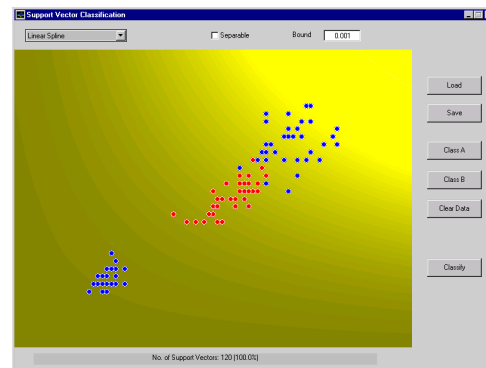 Support Vector Classification
Linear Spline
Separable
Bound
0.001
Load
Save
Class A
Class B
Clear Data
Classify
No. of Support Vectors: 120 (100.0%)